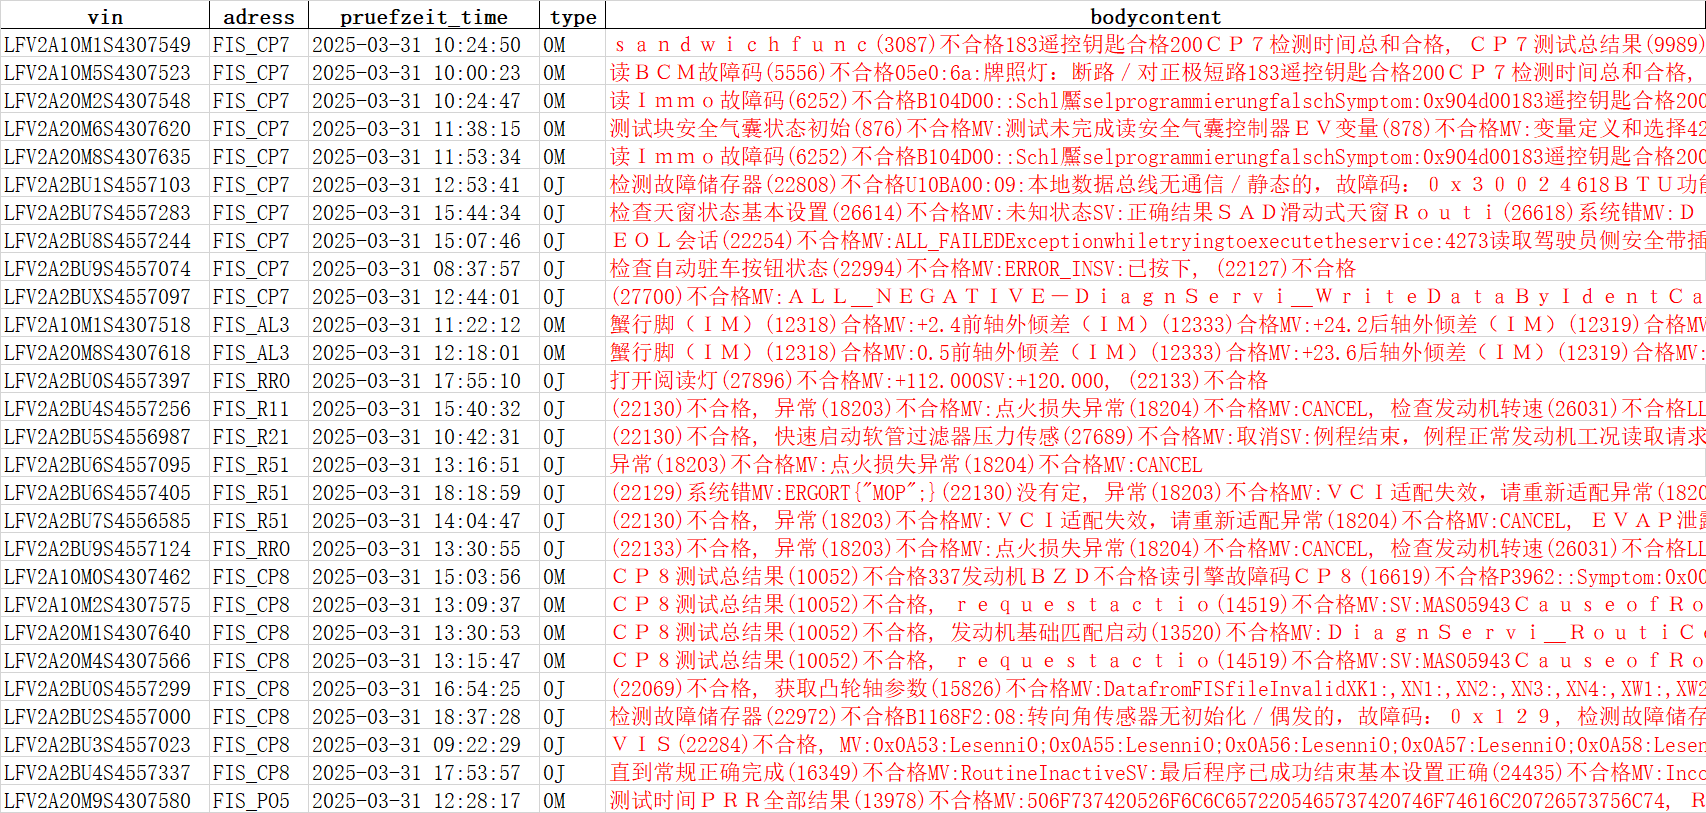 vin adress pruefzeit_time type bodycontent
LFV2A10M1S4307549 FIS_CP7 2025-03-31 10:24:50 0M ｓａｎｄｗｉｃｈｆｕｎｃ(3087)不合格183遥控钥匙合格200ＣＰ７检测时间总和合格, ＣＰ７测试总结果(9989)
LFV2A10M5S4307523 FIS_CP7 2025-03-31 10:00:23 0M 读ＢＣＭ故障码(5556)不合格05e0:6a:牌照灯：断路／对正极短路183遥控钥匙合格200ＣＰ７检测时间总和合格,
LFV2A20M2S4307548 FIS_CP7 2025-03-31 10:24:47 0M 读Ｉｍｍｏ故障码(6252)不合格B104D00::Schl黶selprogrammierungfalschSymptom:0x904d00183遥控钥匙合格200
LFV2A20M6S4307620 FIS_CP7 2025-03-31 11:38:15 0M 测试块安全气囊状态初始(876)不合格MV:测试未完成读安全气囊控制器ＥＶ变量(878)不合格MV:变量定义和选择42
LFV2A20M8S4307635 FIS_CP7 2025-03-31 11:53:34 0M 读Ｉｍｍｏ故障码(6252)不合格B104D00::Schl黶selprogrammierungfalschSymptom:0x904d00183遥控钥匙合格200
LFV2A2BU1S4557103 FIS_CP7 2025-03-31 12:53:41 0J 检测故障储存器(22808)不合格U10BA00:09:本地数据总线无通信／静态的，故障码：０ｘ３００２４618ＢＴＵ功能
LFV2A2BU7S4557283 FIS_CP7 2025-03-31 15:44:34 0J 检查天窗状态基本设置(26614)不合格MV:未知状态SV:正确结果ＳＡＤ滑动式天窗Ｒｏｕｔｉ(26618)系统错MV:Ｄ
LFV2A2BU8S4557244 FIS_CP7 2025-03-31 15:07:46 0J ＥＯＬ会话(22254)不合格MV:ALL_FAILEDExceptionwhiletryingtoexecutetheservice:4273读取驾驶员侧安全带插
LFV2A2BU9S4557074 FIS_CP7 2025-03-31 08:37:57 0J 检查自动驻车按钮状态(22994)不合格MV:ERROR_INSV:已按下, (22127)不合格
LFV2A2BUXS4557097 FIS_CP7 2025-03-31 12:44:01 0J (27700)不合格MV:ＡＬＬ＿ＮＥＧＡＴＩＶＥ－ＤｉａｇｎＳｅｒｖｉ＿ＷｒｉｔｅＤａｔａＢｙＩｄｅｎｔＣａ
LFV2A10M1S4307518 FIS_AL3 2025-03-31 11:22:12 0M 蟹行脚（ＩＭ）(12318)合格MV:+2.4前轴外倾差（ＩＭ）(12333)合格MV:+24.2后轴外倾差（ＩＭ）(12319)合格MV
LFV2A20M8S4307618 FIS_AL3 2025-03-31 12:18:01 0M 蟹行脚（ＩＭ）(12318)合格MV:0.5前轴外倾差（ＩＭ）(12333)合格MV:+23.6后轴外倾差（ＩＭ）(12319)合格MV:
LFV2A2BU0S4557397 FIS_RRO 2025-03-31 17:55:10 0J 打开阅读灯(27896)不合格MV:+112.000SV:+120.000, (22133)不合格
LFV2A2BU4S4557256 FIS_R11 2025-03-31 15:40:32 0J (22130)不合格, 异常(18203)不合格MV:点火损失异常(18204)不合格MV:CANCEL, 检查发动机转速(26031)不合格LL
LFV2A2BU5S4556987 FIS_R21 2025-03-31 10:42:31 0J (22130)不合格, 快速启动软管过滤器压力传感(27689)不合格MV:取消SV:例程结束，例程正常发动机工况读取请求
LFV2A2BU6S4557095 FIS_R51 2025-03-31 13:16:51 0J 异常(18203)不合格MV:点火损失异常(18204)不合格MV:CANCEL
LFV2A2BU6S4557405 FIS_R51 2025-03-31 18:18:59 0J (22129)系统错MV:ERGORT{"MOP";}(22130)没有定, 异常(18203)不合格MV:ＶＣＩ适配失效，请重新适配异常(1820
LFV2A2BU7S4556585 FIS_R51 2025-03-31 14:04:47 0J (22130)不合格, 异常(18203)不合格MV:ＶＣＩ适配失效，请重新适配异常(18204)不合格MV:CANCEL, ＥＶＡＰ泄露
LFV2A2BU9S4557124 FIS_RRO 2025-03-31 13:30:55 0J (22133)不合格, 异常(18203)不合格MV:点火损失异常(18204)不合格MV:CANCEL, 检查发动机转速(26031)不合格LL
LFV2A10M0S4307462 FIS_CP8 2025-03-31 15:03:56 0M ＣＰ８测试总结果(10052)不合格337发动机ＢＺＤ不合格读引擎故障码ＣＰ８(16619)不合格P3962::Symptom:0x00
LFV2A10M2S4307575 FIS_CP8 2025-03-31 13:09:37 0M ＣＰ８测试总结果(10052)不合格, ｒｅｑｕｅｓｔａｃｔｉｏ(14519)不合格MV:SV:MAS05943ＣａｕｓｅｏｆＲｏ
LFV2A20M1S4307640 FIS_CP8 2025-03-31 13:30:53 0M ＣＰ８测试总结果(10052)不合格, 发动机基础匹配启动(13520)不合格MV:ＤｉａｇｎＳｅｒｖｉ＿ＲｏｕｔｉＣｏ
LFV2A20M4S4307566 FIS_CP8 2025-03-31 13:15:47 0M ＣＰ８测试总结果(10052)不合格, ｒｅｑｕｅｓｔａｃｔｉｏ(14519)不合格MV:SV:MAS05943ＣａｕｓｅｏｆＲｏ
LFV2A2BU0S4557299 FIS_CP8 2025-03-31 16:54:25 0J (22069)不合格, 获取凸轮轴参数(15826)不合格MV:DatafromFISfileInvalidXK1:,XN1:,XN2:,XN3:,XN4:,XW1:,XW2
LFV2A2BU2S4557000 FIS_CP8 2025-03-31 18:37:28 0J 检测故障储存器(22972)不合格B1168F2:08:转向角传感器无初始化／偶发的，故障码：０ｘ１２９, 检测故障储存
LFV2A2BU3S4557023 FIS_CP8 2025-03-31 09:22:29 0J ＶＩＳ(22284)不合格, MV:0x0A53:LesenniO;0x0A55:LesenniO;0x0A56:LesenniO;0x0A57:LesenniO;0x0A58:Lesen
LFV2A2BU4S4557337 FIS_CP8 2025-03-31 17:53:57 0J 直到常规正确完成(16349)不合格MV:RoutineInactiveSV:最后程序已成功结束基本设置正确(24435)不合格MV:Inco
LFV2A20M9S4307580 FIS_P05 2025-03-31 12:28:17 0M 测试时间ＰＲＲ全部结果(13978)不合格MV:506F737420526F6C6C6572205465737420746F74616C20726573756C74, Ｒ